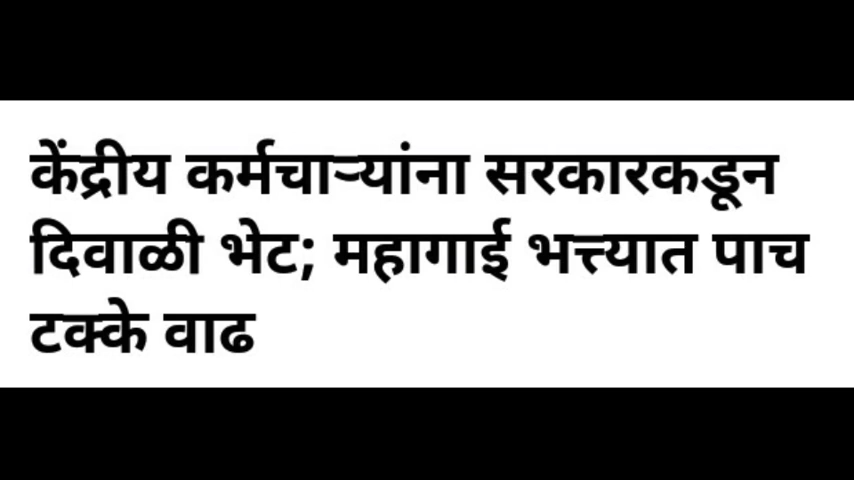 केंद्रीय कर्मचाऱ्यांना सरकारकडून
दिवाळी भेट; महागाई भत्त्यात पाच
टक्के वाढ